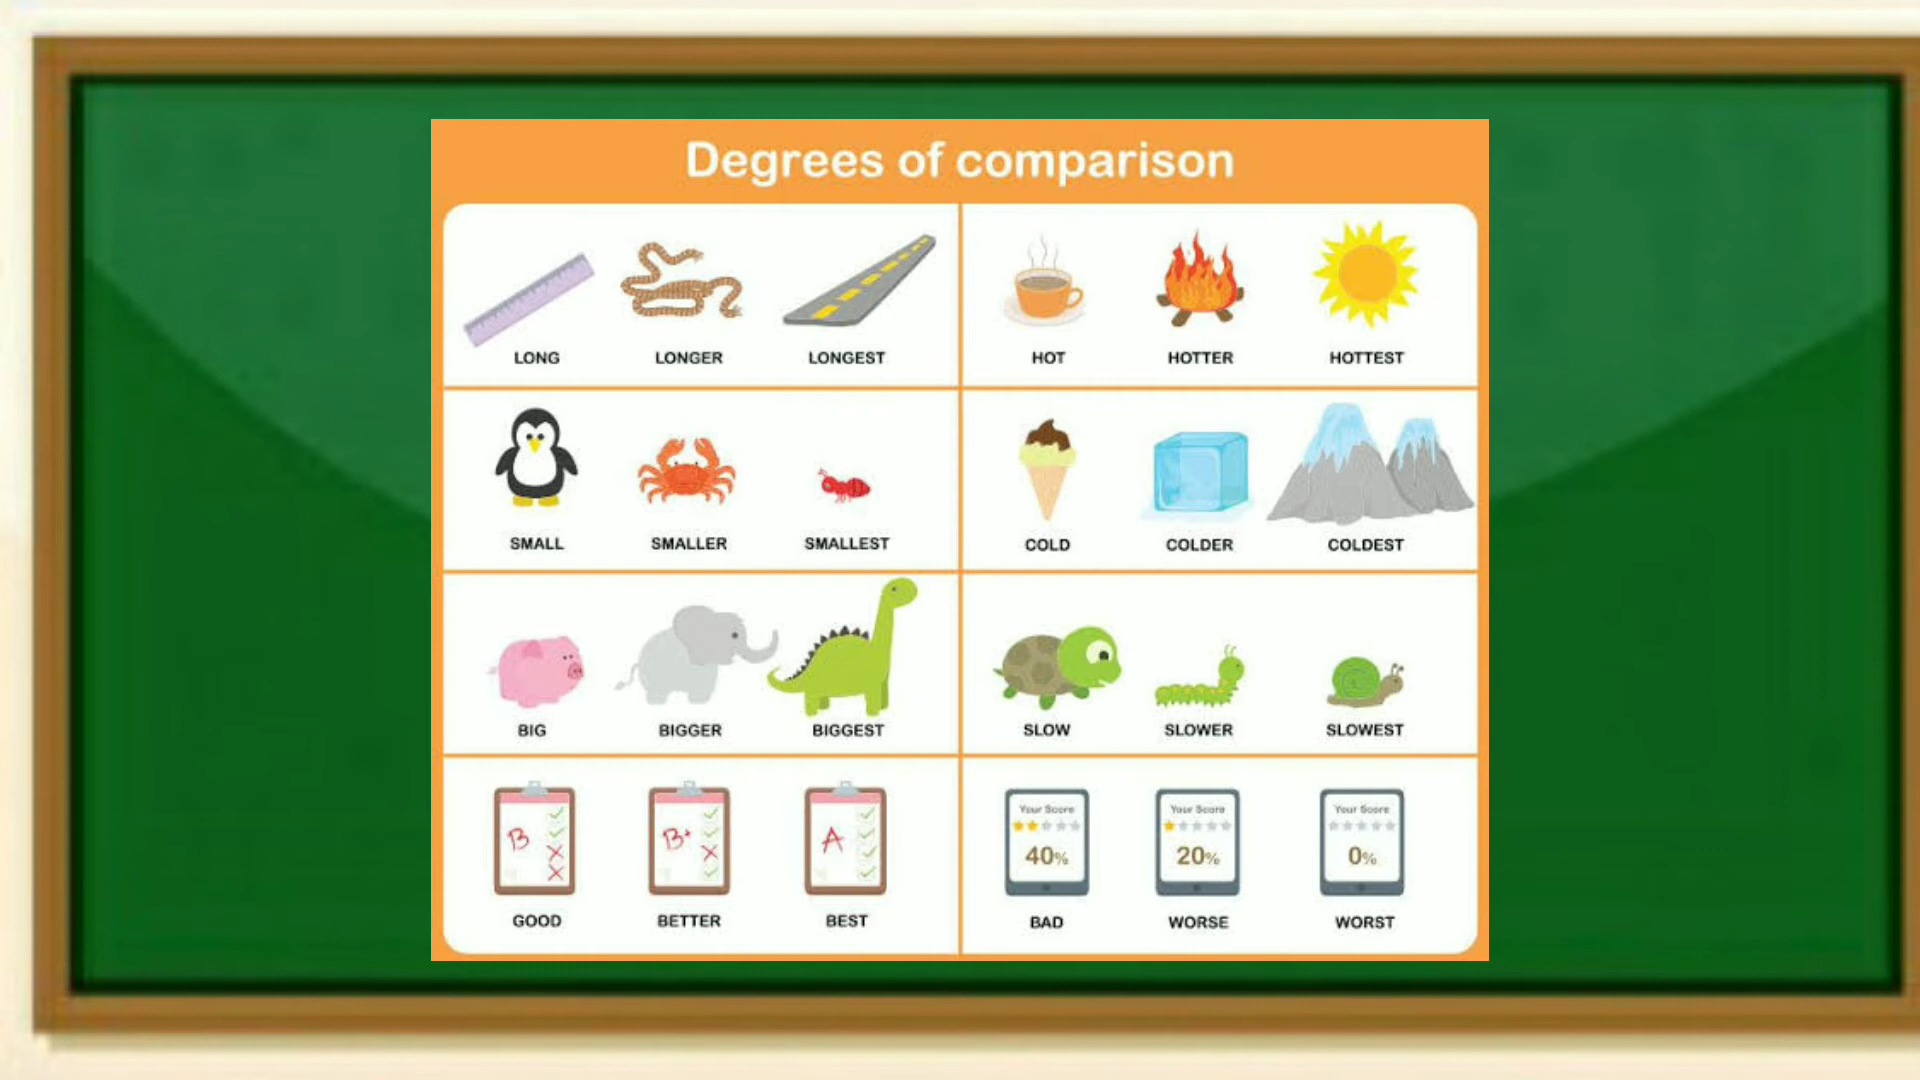 Degrees of comparison
LONG LONGER LONGEST
HOT HOTTER HOTTEST
SMALL SMALLER SMALLEST
COLD COLDER COLDEST
BIG BIGGER BIGGEST
SLOW SLOWER SLOWEST
B B+ A
GOOD BETTER BEST
Your Score Your Score Your Score
40% 20% 0%
BAD WORSE WORST